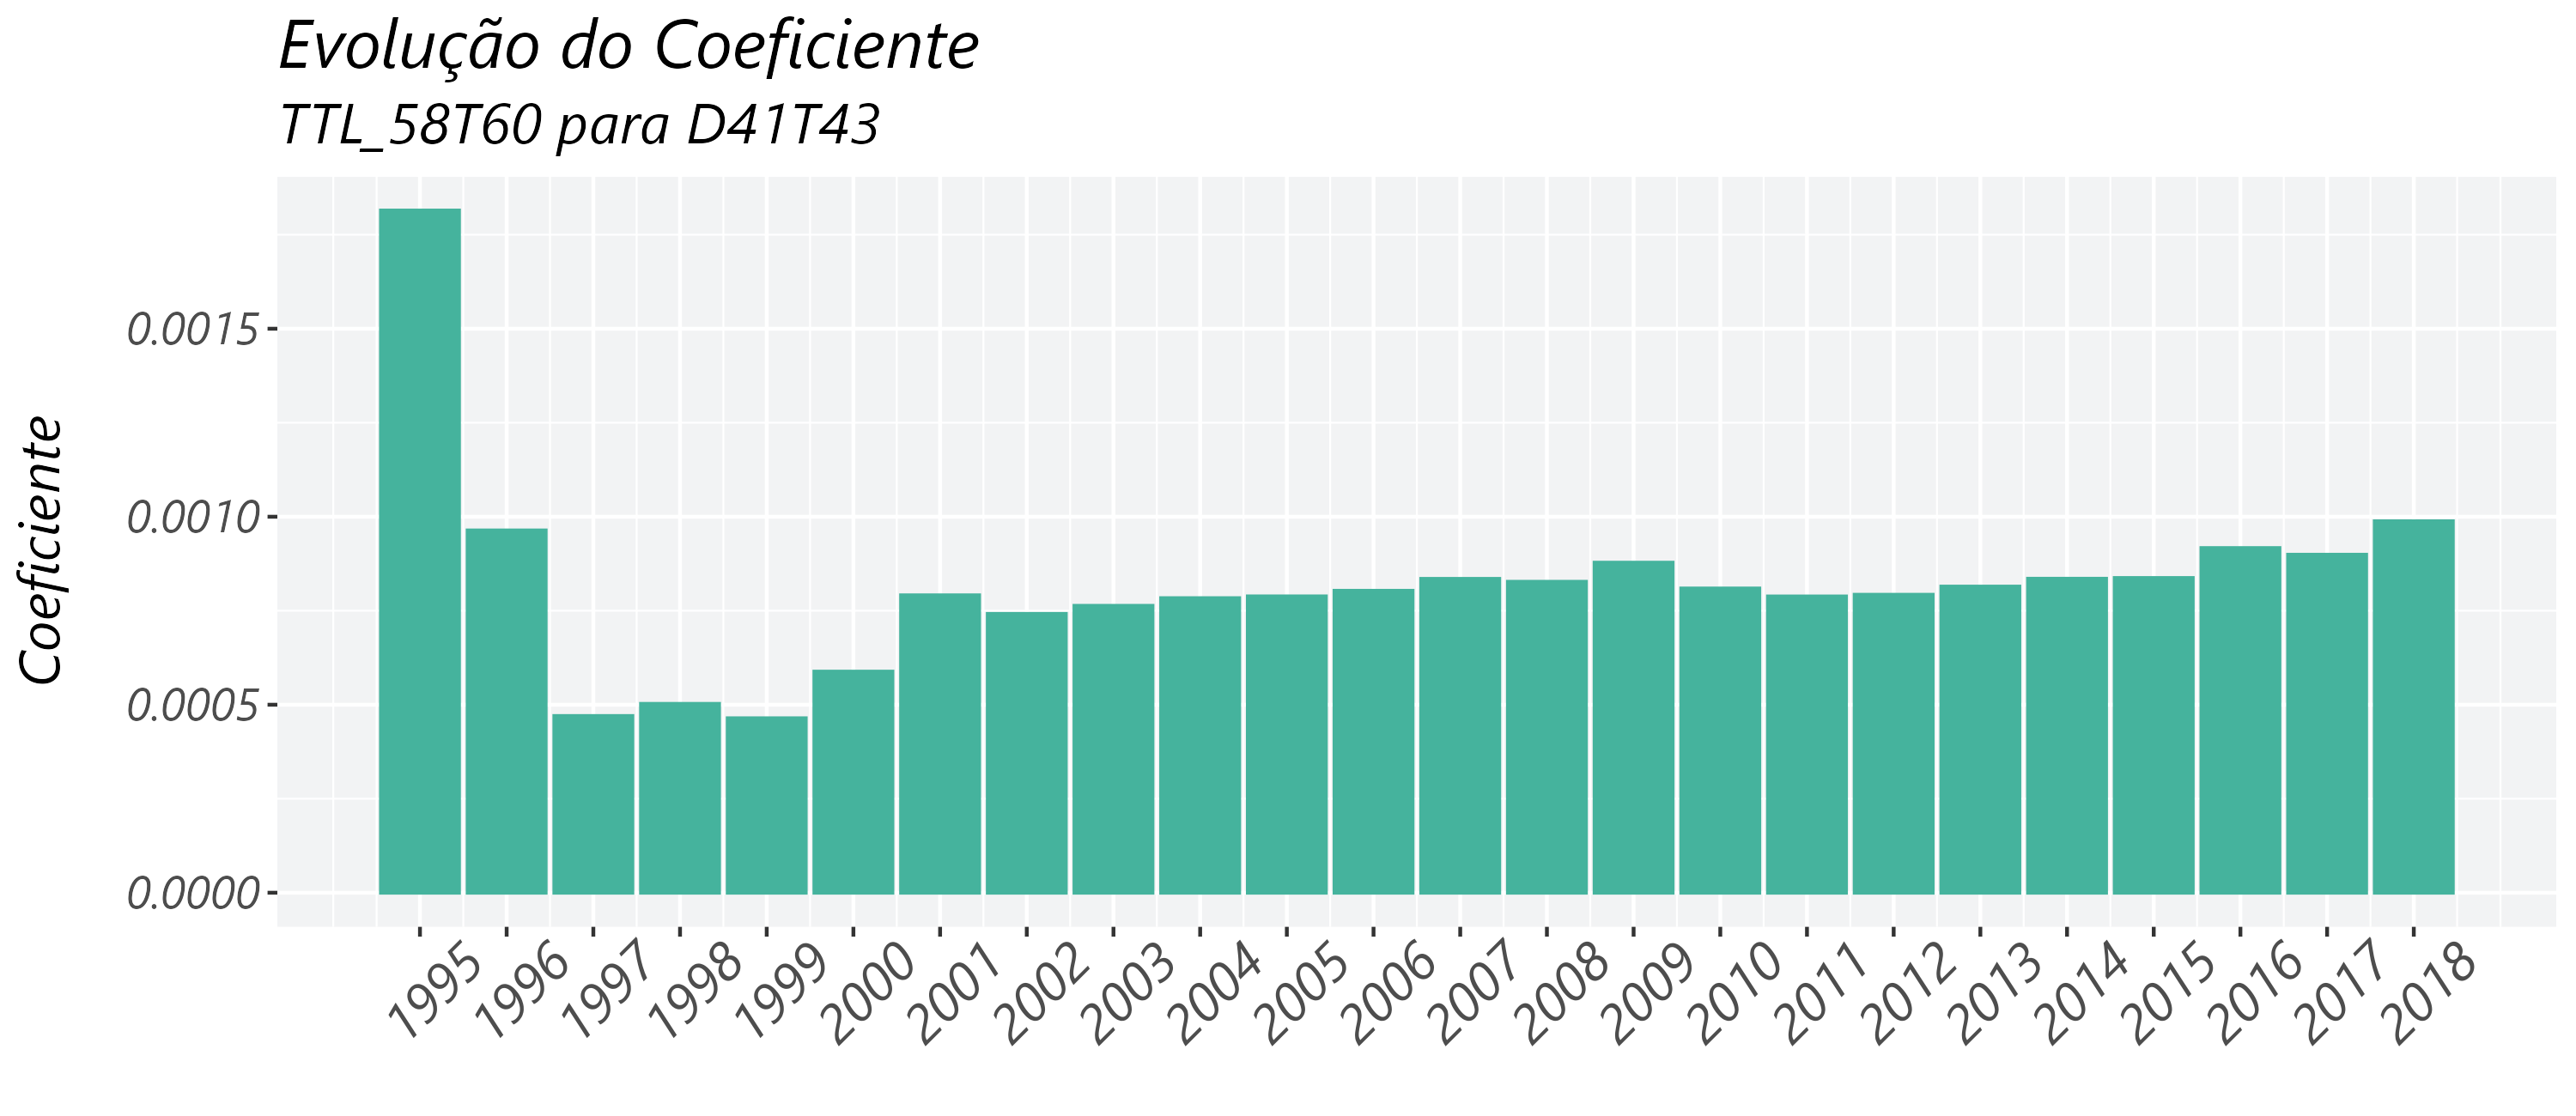 Evolução do Coeficiente
TTL_58T60 para D41T43
Coeficiente
0.0015
0.0010
0.0005
0.0000
1995 1996 1997 1998 1999 2000 2001 2002 2003 2004 2005 2006 2007 2008 2009 2010 2011 2012 2013 2014 2015 2016 2017 2018